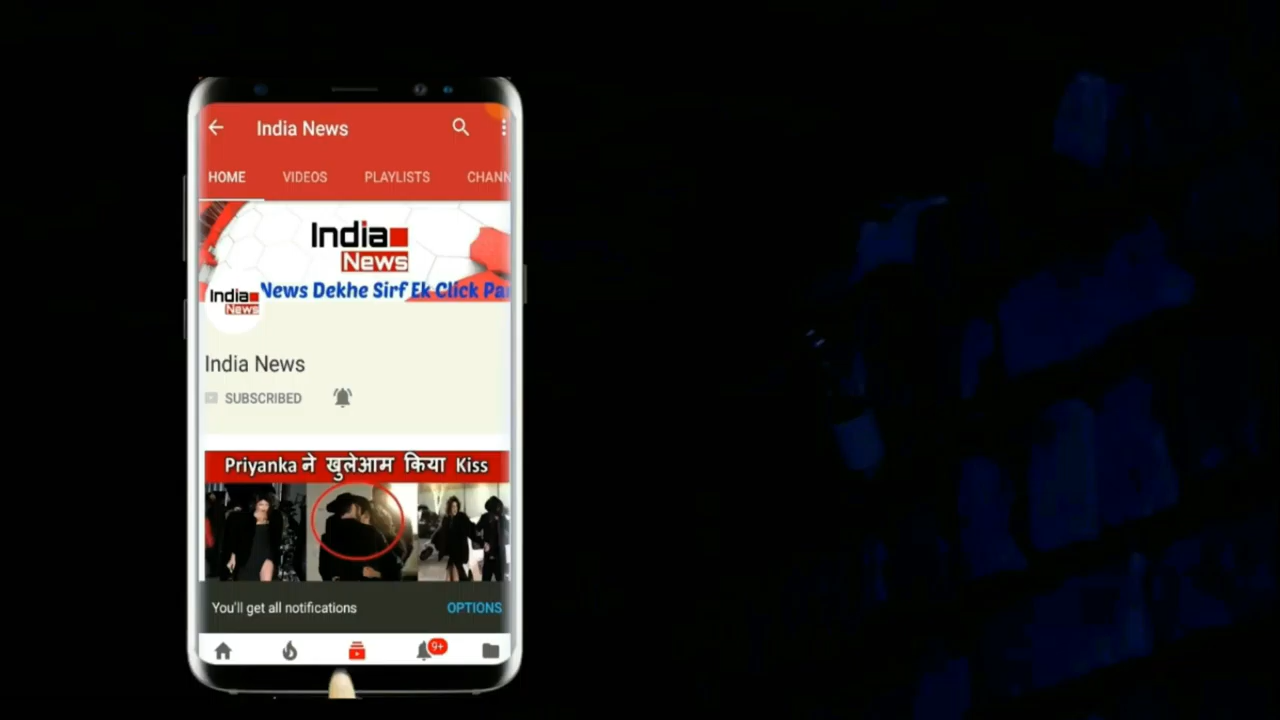 India News
HOME VIDEOS PLAYLISTS CHANN
India
News
News Dekhe Sirf Ek Click Par
India
News
India News
SUBSCRIBED
Priyanka ने खुलेआम किया Kiss
You'll get all notifications OPTIONS
9+